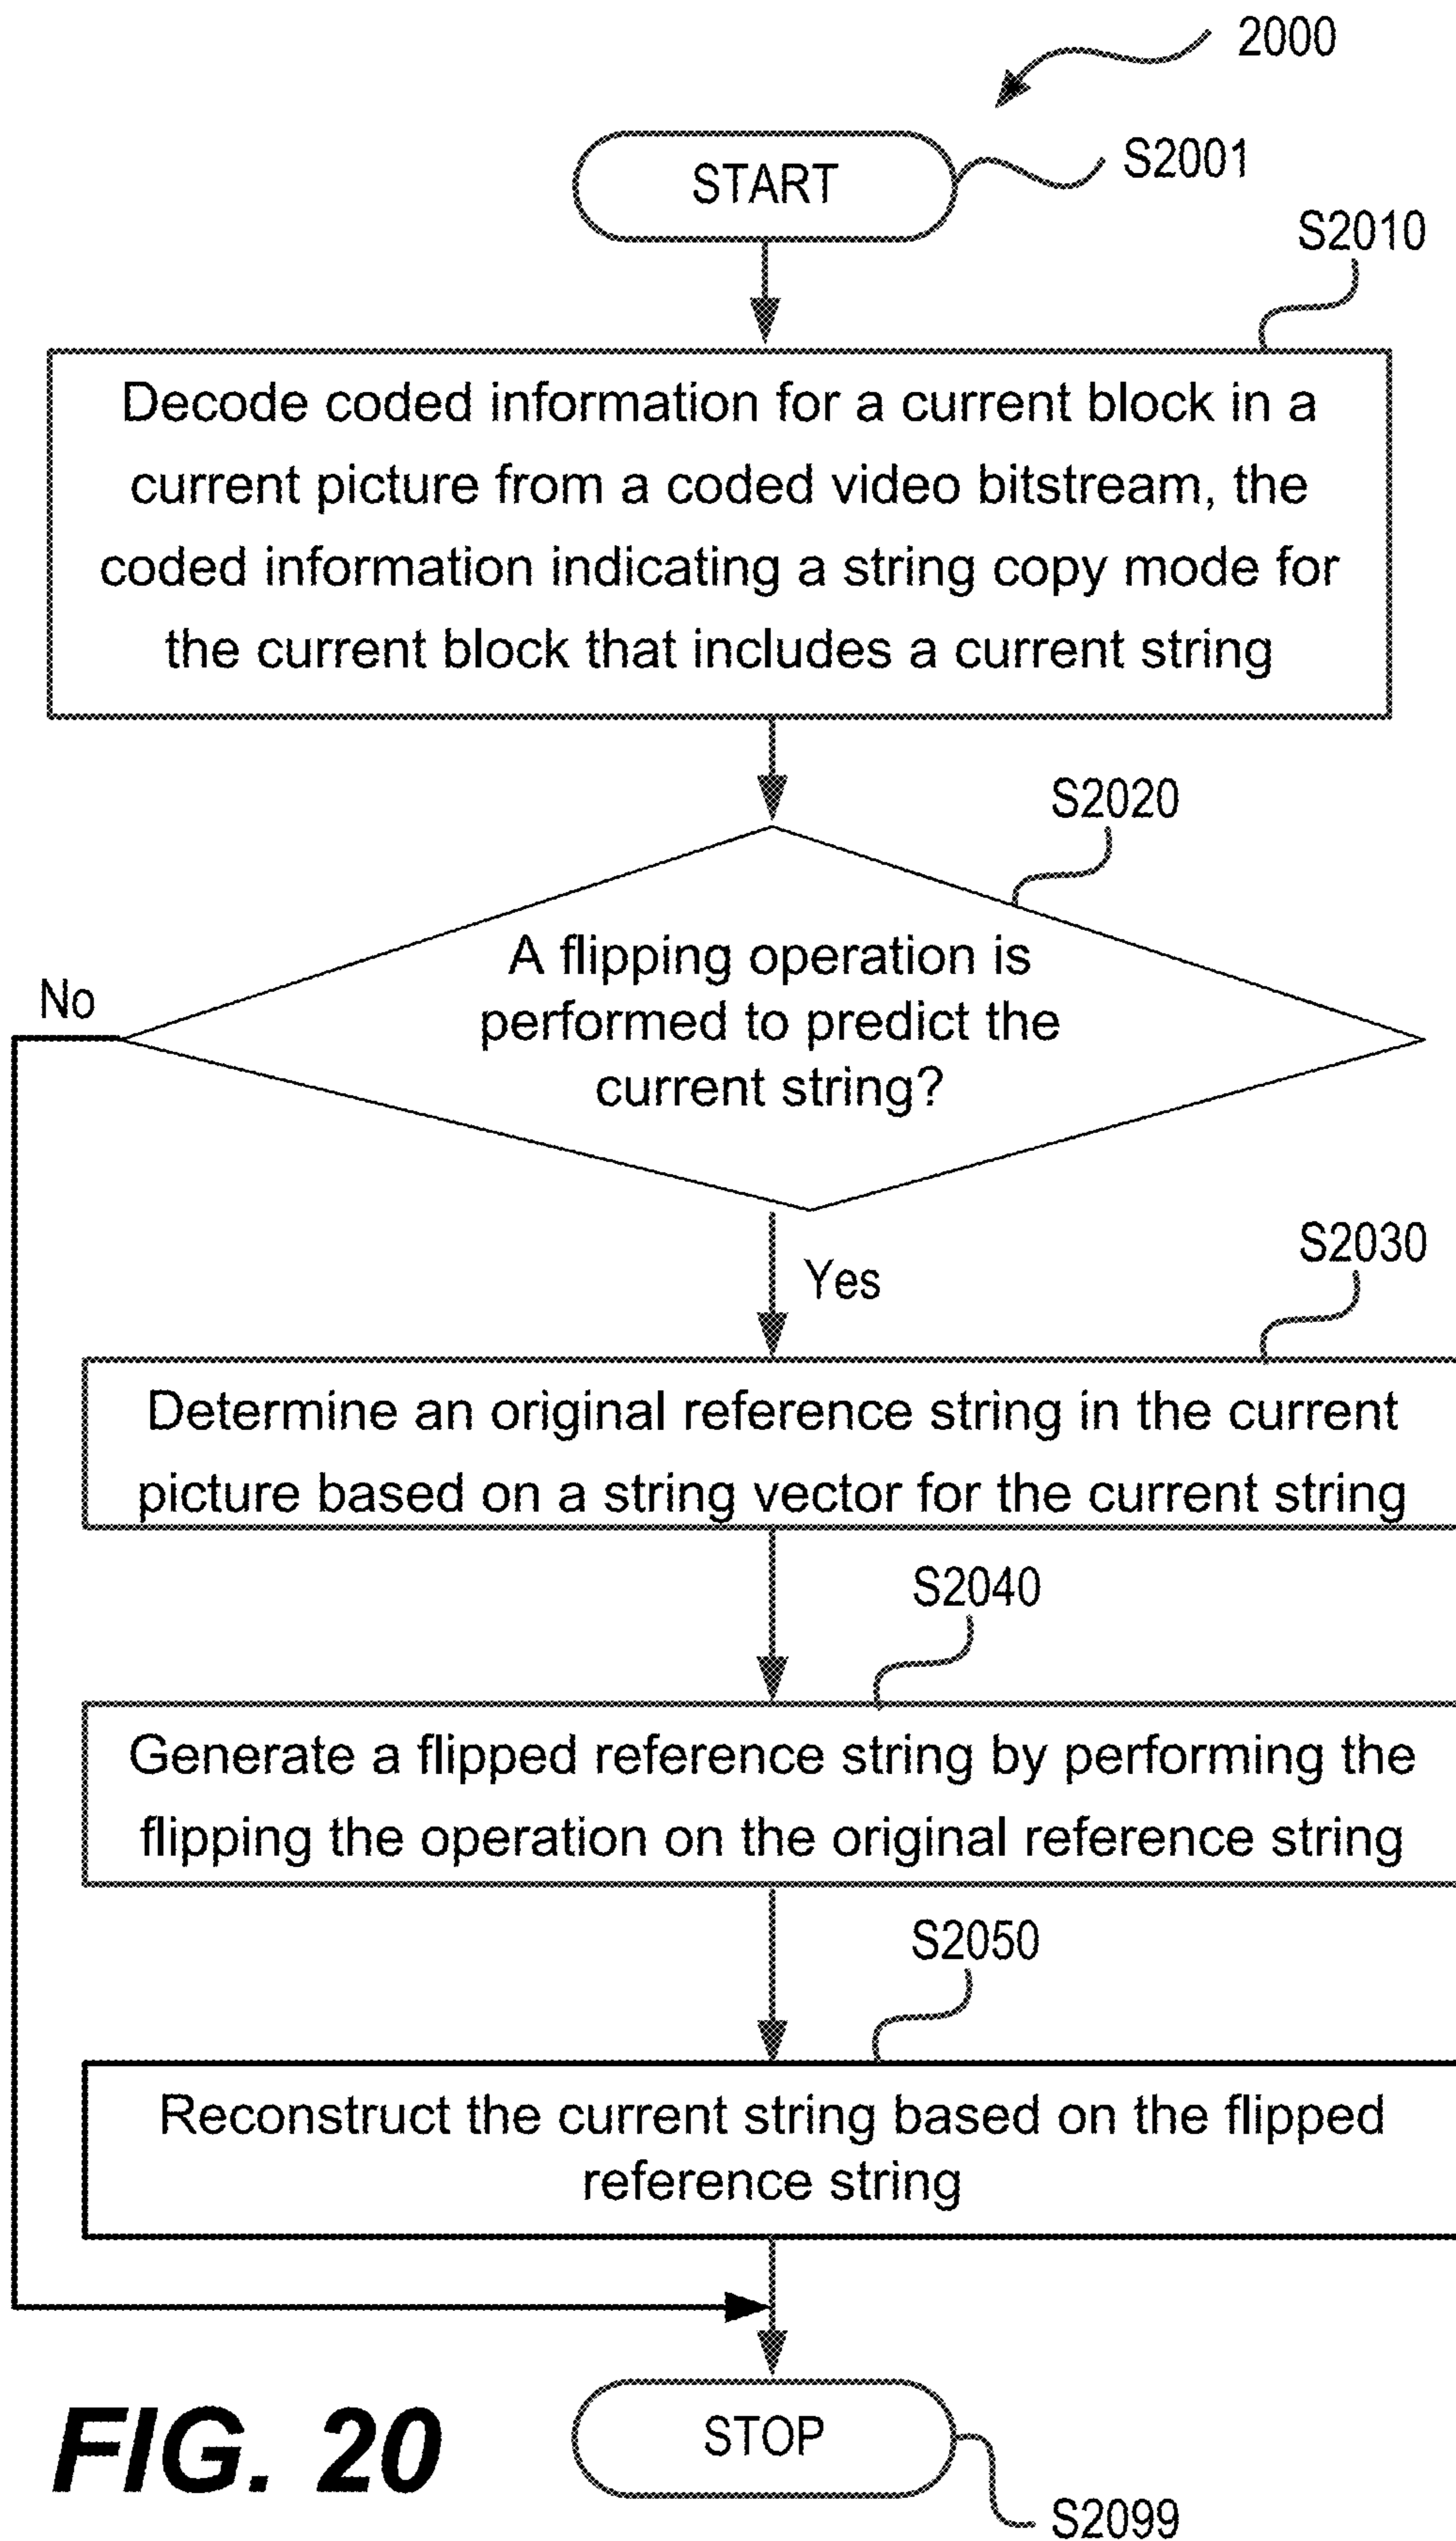 2000
START
S2001
S2010
Decode coded information for a current block in a
current picture from a coded video bitstream, the
coded information indicating a string copy mode for
the current block that includes a current string
S2020
A flipping operation is
performed to predict the
current string?
No
Yes
S2030
Determine an original reference string in the current
picture based on a string vector for the current string
S2040
Generate a flipped reference string by performing the
flipping the operation on the original reference string
S2050
Reconstruct the current string based on the flipped
reference string
STOP
FIG. 20
S2099